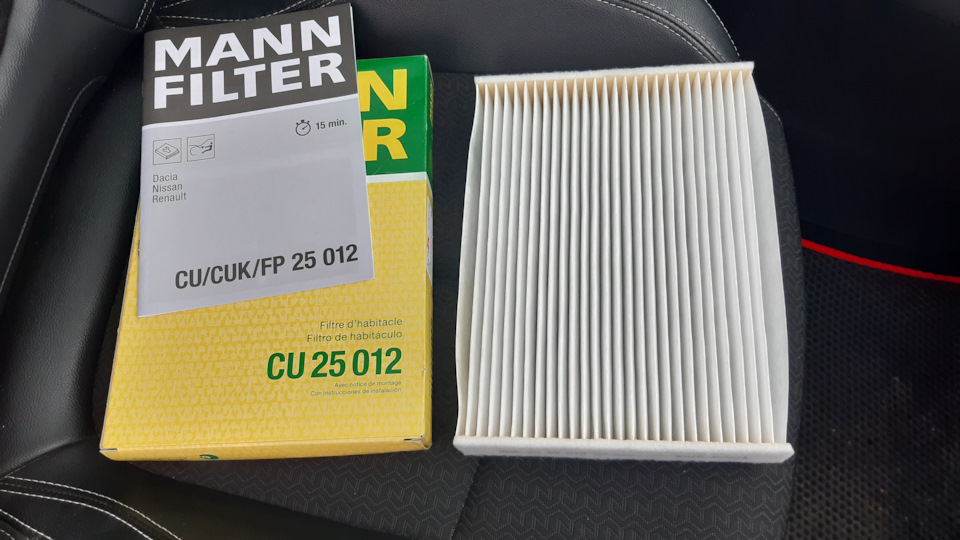 MANN
FILTER
15 min.
Dacia
Nissan
Renault
CU/CUK/FP 25 012
N
ER
Filtre d'habitacle
Filtro de habitáculo
CU 25 012
Avec notice de montage
Con instrucciones de instalación